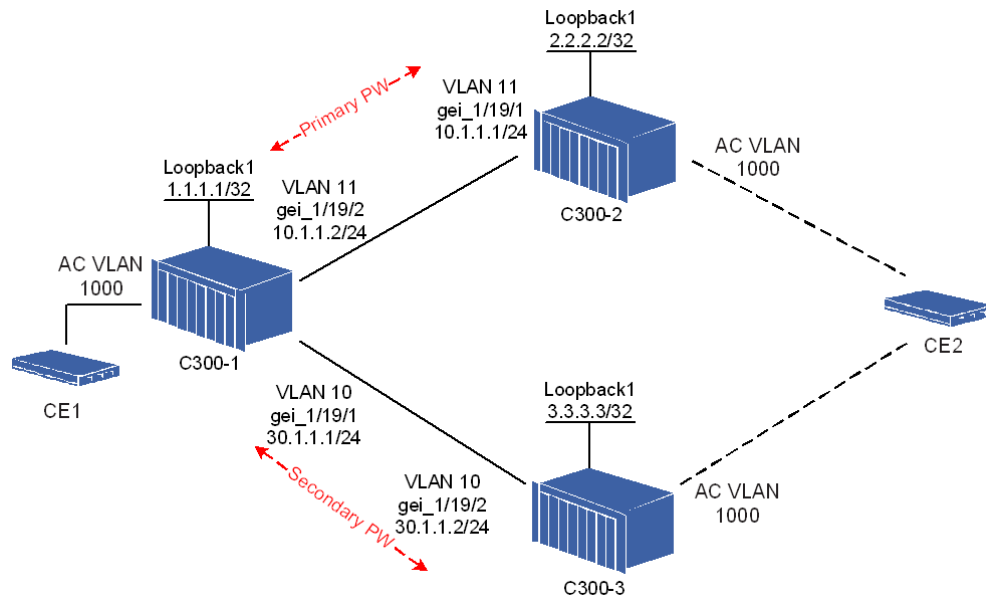 Loopback1
2.2.2.2/32
VLAN 11
gei_1/19/1
10.1.1.1/24
Primary PW
AC VLAN
1000
C300-2
Loopback1
1.1.1.1/32
VLAN 11
gei_1/19/2
10.1.1.2/24
AC VLAN
1000
C300-1
CE1
CE2
VLAN 10
gei_1/19/1
30.1.1.1/24
Secondary PW
Loopback1
3.3.3.3/32
VLAN 10
gei_1/19/2
30.1.1.2/24
AC VLAN
1000
C300-3